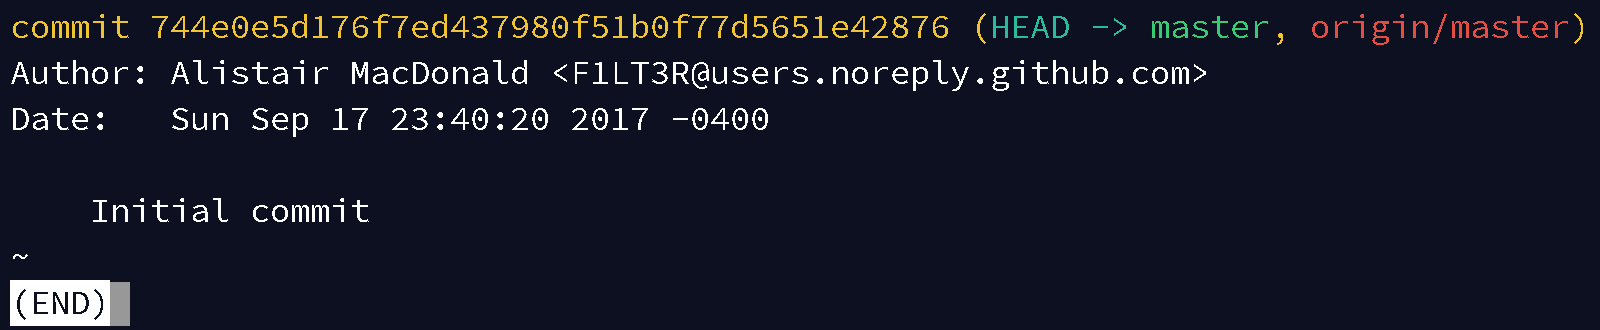 commit 744e0e5d176f7ed437980f51b0f77d5651e42876 (HEAD -> master, origin/master)
Author: Alistair MacDonald <F1LT3R@users.noreply.github.com>
Date:   Sun Sep 17 23:40:20 2017 -0400
    Initial commit
~
(END)